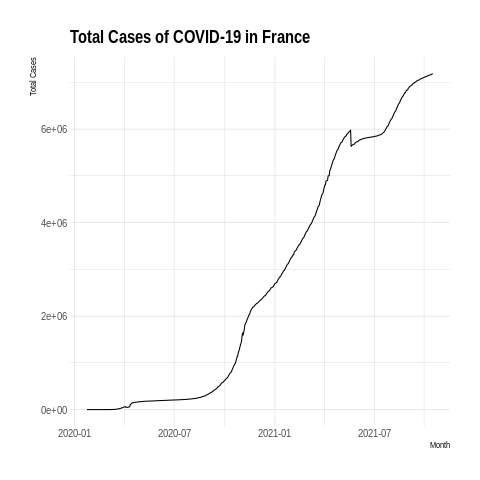 Total Cases of COVID-19 in France
Total Cases
6e+06
4e+06
2e+06
0e+00
2020-01 2020-07 2021-01 2021-07
Month